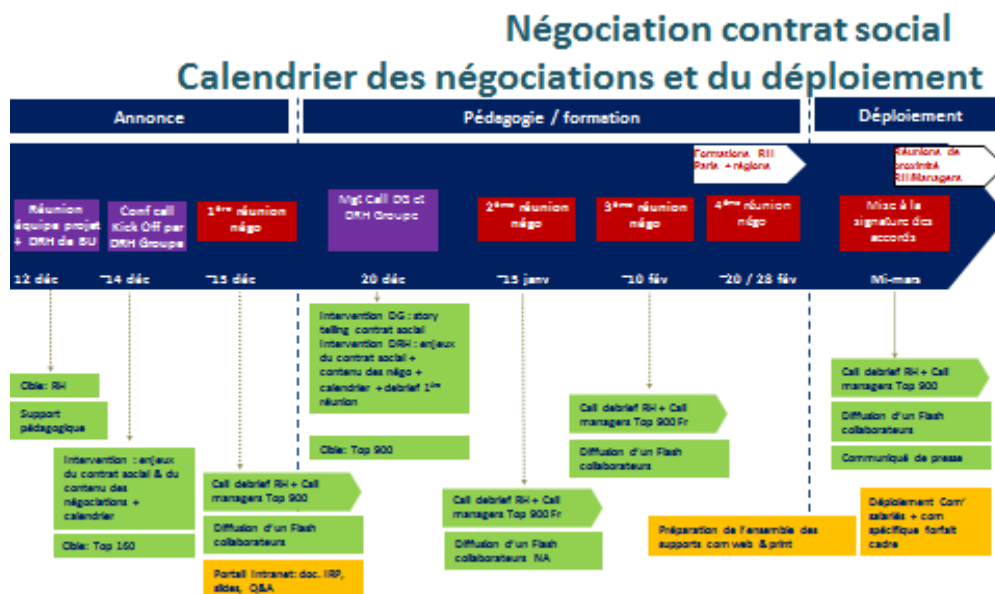 Négociation contrat social
Calendrier des négociations et du déploiement
Annonce
Pédagogie / formation
Déploiement
Formations RH
Paris + régions
Réunions de
proximité
RH/Managers
Réunion
équipe projet
+ DRH de BU
Conf call
Kick Off par
DRH Groupe
1ère réunion
négo
Mgt Call DG et
DRH Groupe
2ème réunion
négo
3ème réunion
négo
4ème réunion
négo
Mise à la
signature des
accords
12 déc
~14 déc
~15 déc
20 déc
~15 janv
~10 fév
~20 / 28 fév
Mi-mars
Cible: RH
Support
pédagogique
Intervention : enjeux
du contrat social & du
contenu des
négociations +
calendrier
Cible: Top 160
Call debrief RH + Call
managers Top 900
Diffusion d'un Flash
collaborateurs
Portail Intranet: doc. IRP,
slides, Q&A
Intervention DG : story
telling contrat social
Intervention DRH : enjeux
du contrat social +
contenu des négo +
calendrier + debrief 1ère
réunion
Cible: Top 900
Call debrief RH + Call
managers Top 900 Fr
Diffusion d'un Flash
collaborateurs NA
Call debrief RH + Call
managers Top 900 Fr
Diffusion d'un Flash
collaborateurs
Préparation de l'ensemble des
supports com web & print
Call debrief RH + Call
managers Top 900
Diffusion d'un Flash
collaborateurs
Communiqué de presse
Déploiement Com'
salariés + com
spécifique forfait
cadre